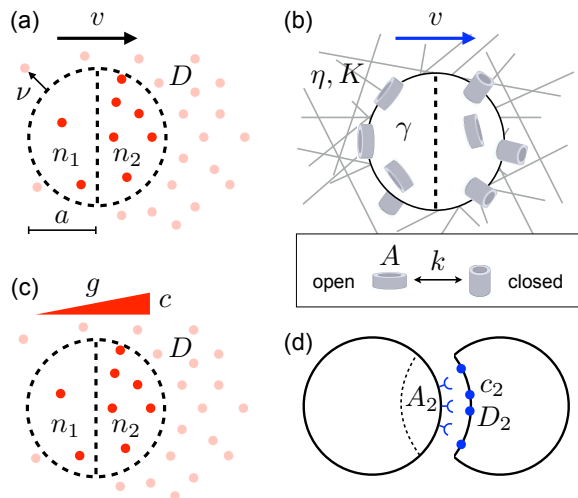 (a)
v
D
ν
n₁
n₂
a
(b)
v
η, K
γ
A
k
open
closed
(c)
g
c
D
n₁
n₂
(d)
A₂
c₂
D₂